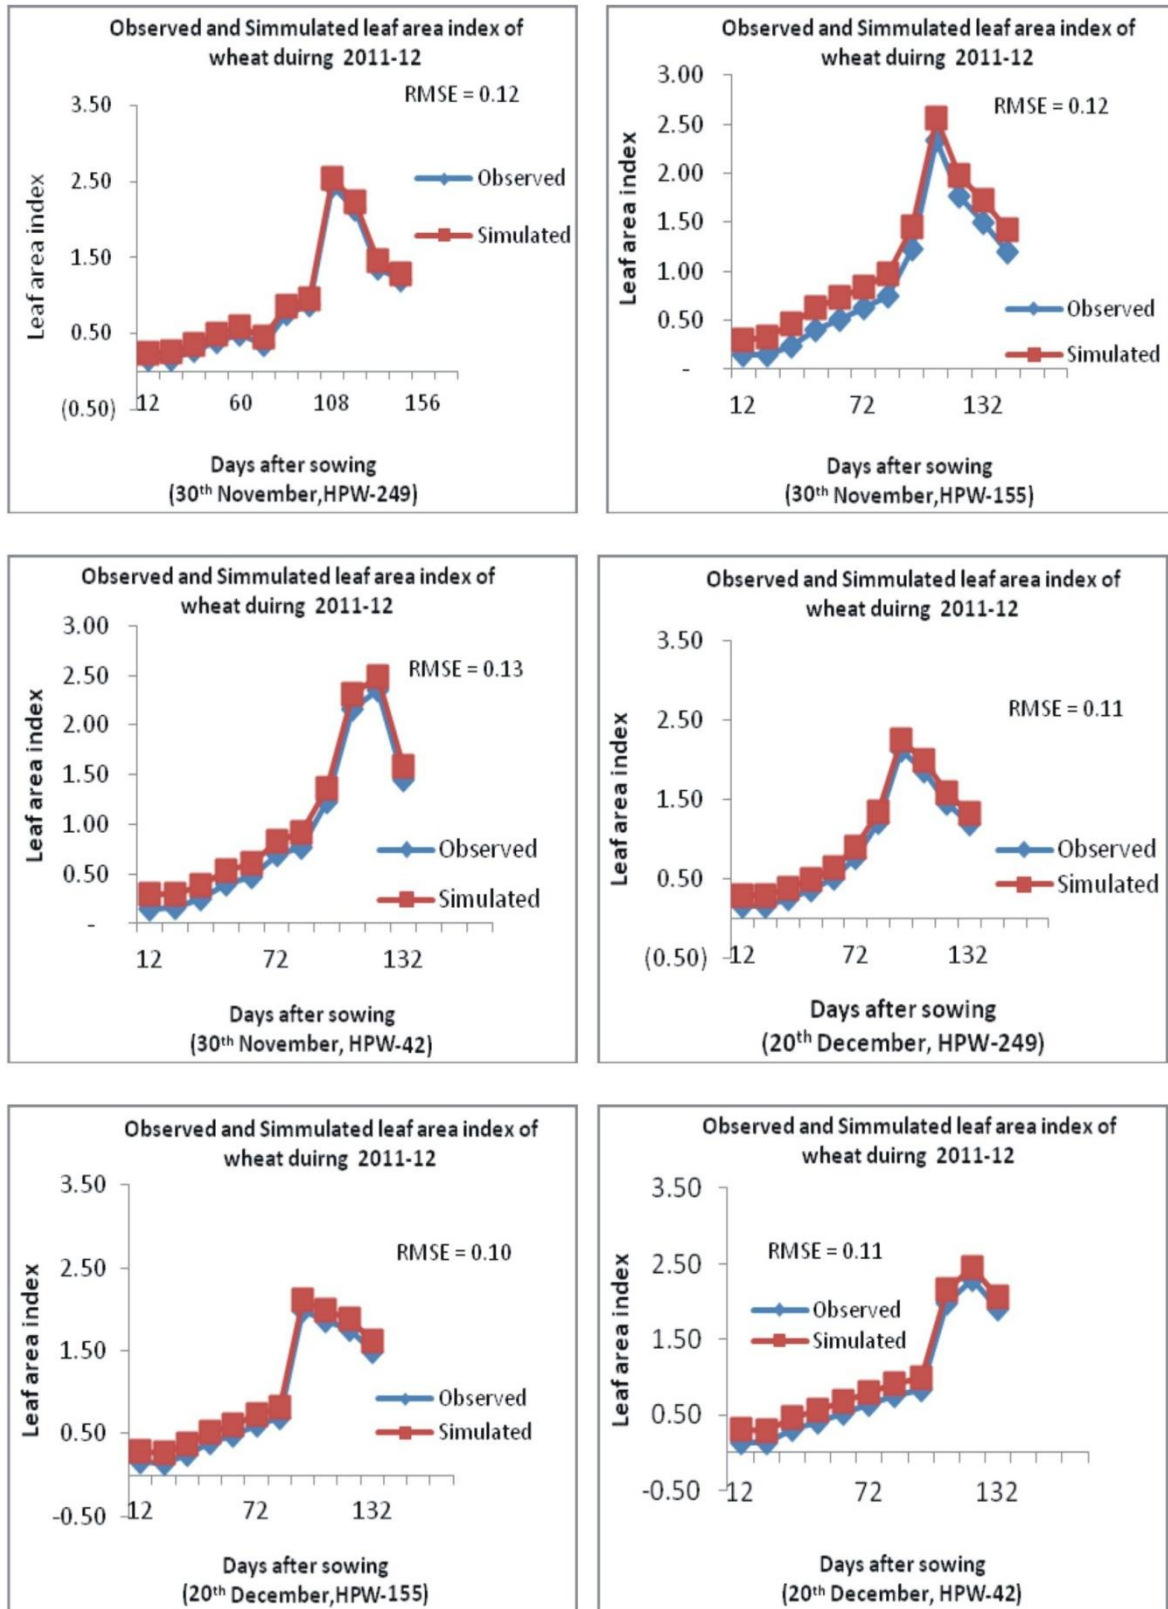 Observed and Simmulated leaf area index of
wheat duirng 2011-12
RMSE = 0.12
3.50
2.50
1.50
0.50
(0.50)
Leaf area index
Observed
Simulated
12 60 108 156
Days after sowing
(30th November,HPW-249)
Observed and Simmulated leaf area index of
wheat duirng 2011-12
RMSE = 0.12
3.00
2.50
2.00
1.50
1.00
0.50
-
Leaf area index
Observed
Simulated
12 72 132
Days after sowing
(30th November,HPW-155)
Observed and Simmulated leaf area index of
wheat duirng 2011-12
RMSE = 0.13
3.00
2.50
2.00
1.50
1.00
0.50
-
Leaf area index
Observed
Simulated
12 72 132
Days after sowing
(30th November, HPW-42)
Observed and Simmulated leaf area index of
wheat duirng 2011-12
RMSE = 0.11
3.50
2.50
1.50
0.50
(0.50)
Leaf area index
Observed
Simulated
12 72 132
Days after sowing
(20th December, HPW-249)
Observed and Simmulated leaf area index of
wheat duirng 2011-12
RMSE = 0.10
3.50
2.50
1.50
0.50
-0.50
Leaf area index
Observed
Simulated
12 72 132
Days after sowing
(20th December,HPW-155)
Observed and Simmulated leaf area index of
wheat duirng 2011-12
RMSE = 0.11
3.50
2.50
1.50
0.50
-0.50
Leaf area index
Observed
Simulated
12 72 132
Days after sowing
(20th December, HPW-42)